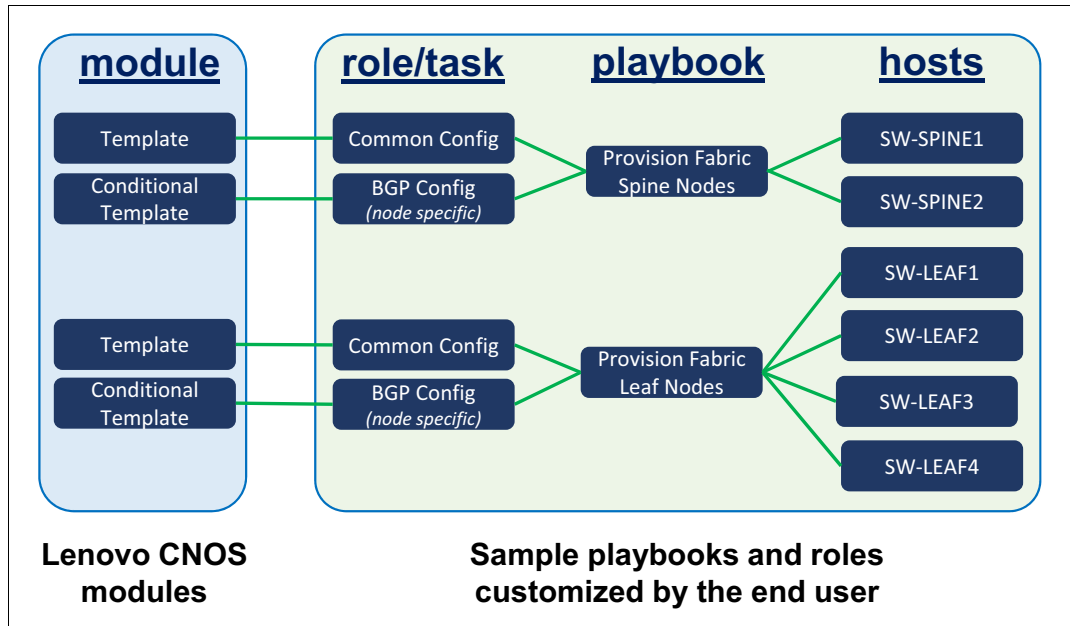 module
role/task
playbook
hosts
Template
Common Config
Provision Fabric
Spine Nodes
SW-SPINE1
Conditional
Template
BGP Config
(node specific)
SW-SPINE2
SW-LEAF1
Template
Common Config
Provision Fabric
Leaf Nodes
SW-LEAF2
Conditional
Template
BGP Config
(node specific)
SW-LEAF3
SW-LEAF4
Lenovo CNOS
modules
Sample playbooks and roles
customized by the end user